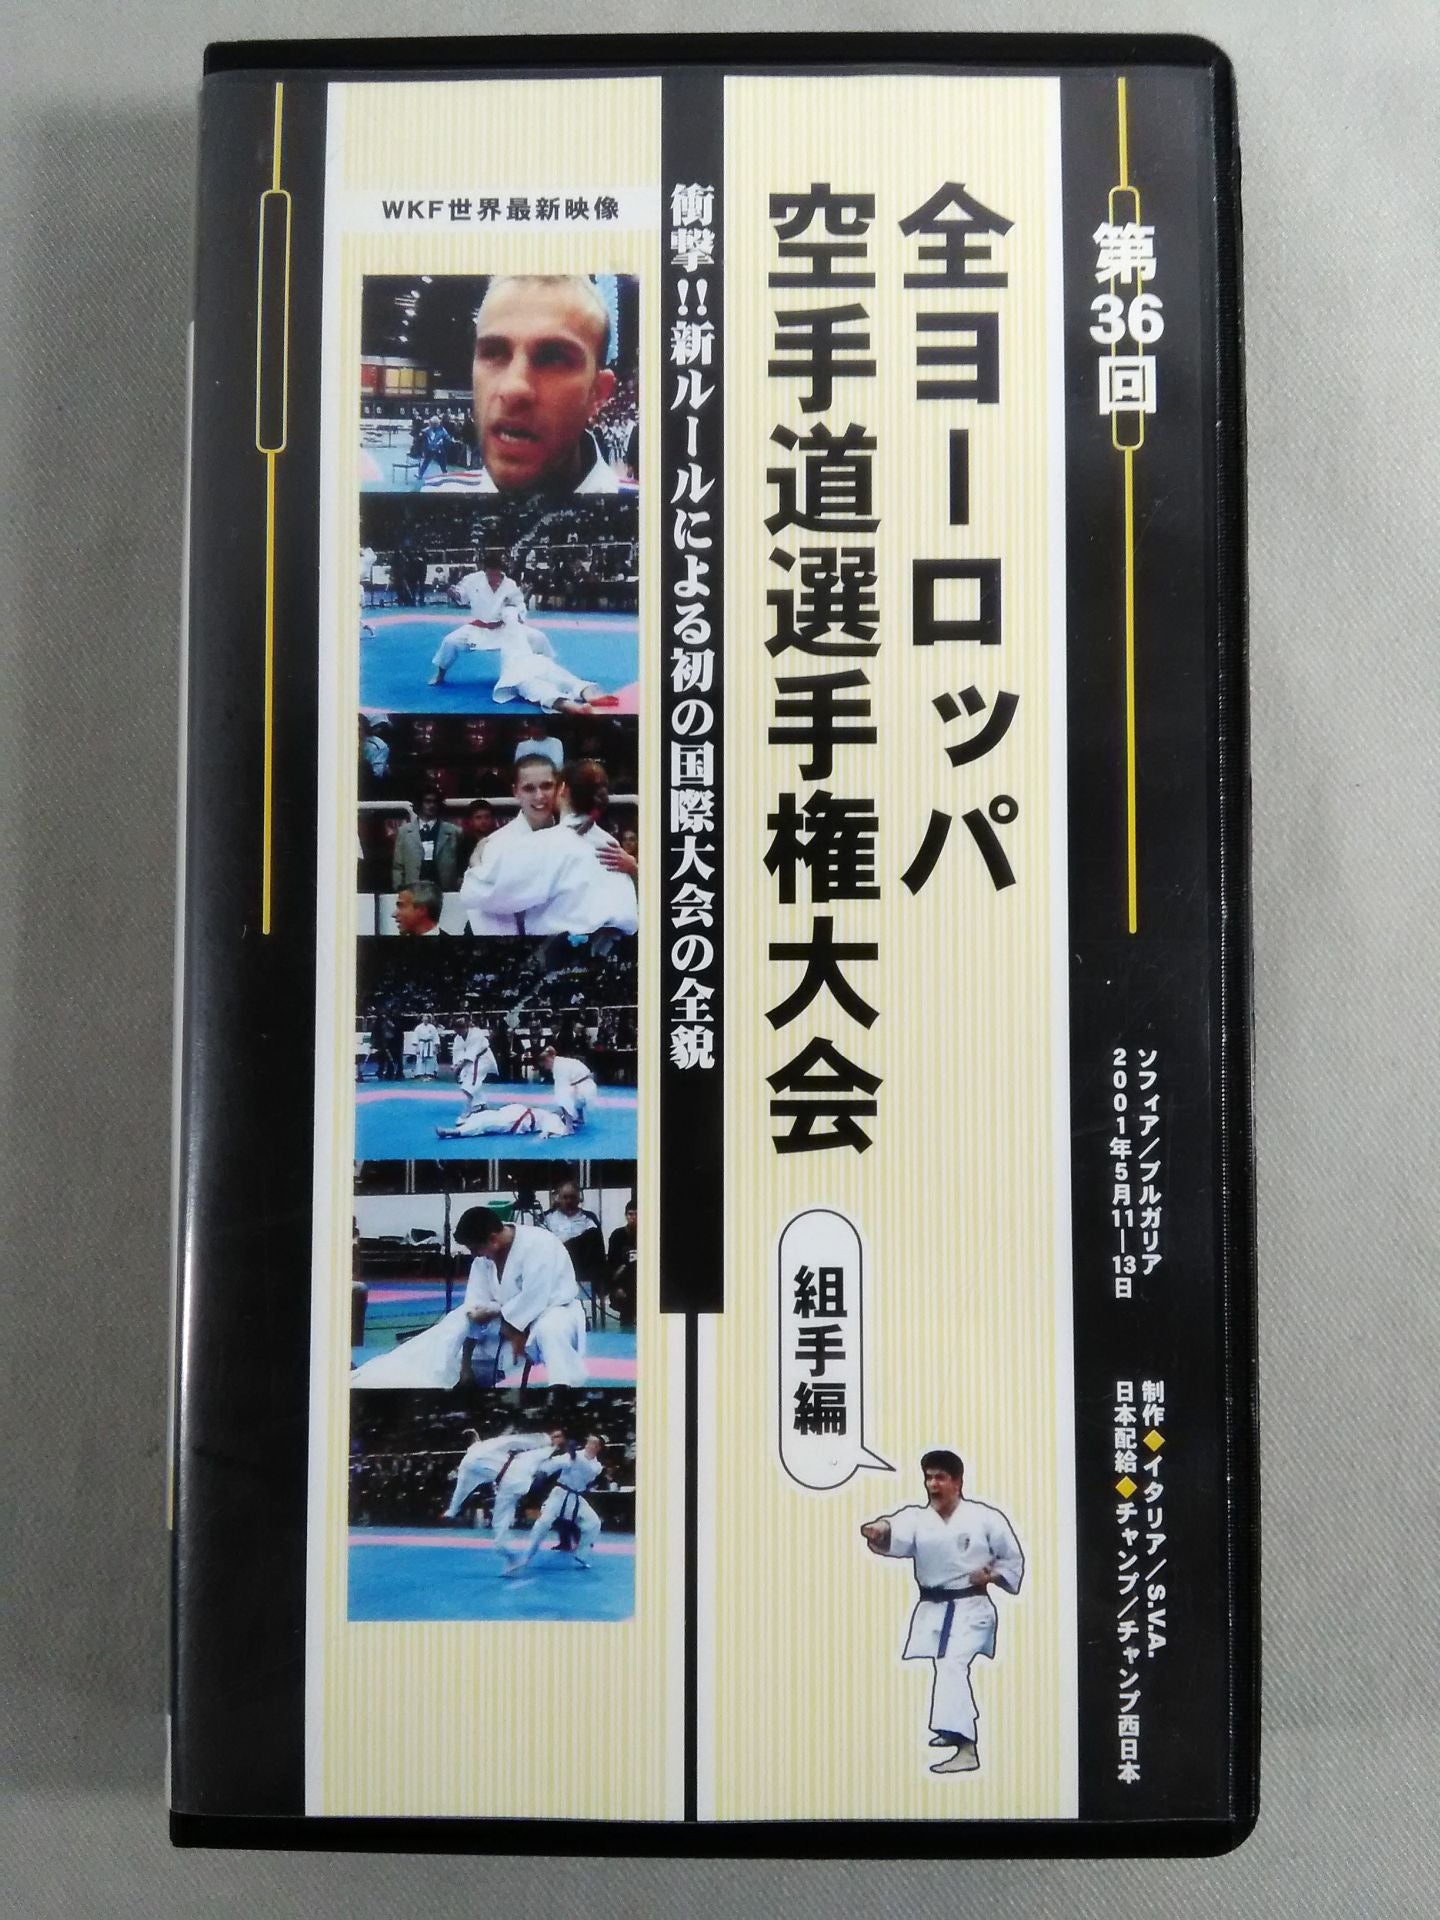 第36回
全ヨーロッパ
空手道選手権大会
組手編
衝撃!!新ルールによる初の国際大会の全貌
WKF世界最新映像
ソフィア/ブルガリア
2001年5月11—13日
制作◆イタリア/S.V.A.
日本配給◆チャンプ/チャンプ西日本